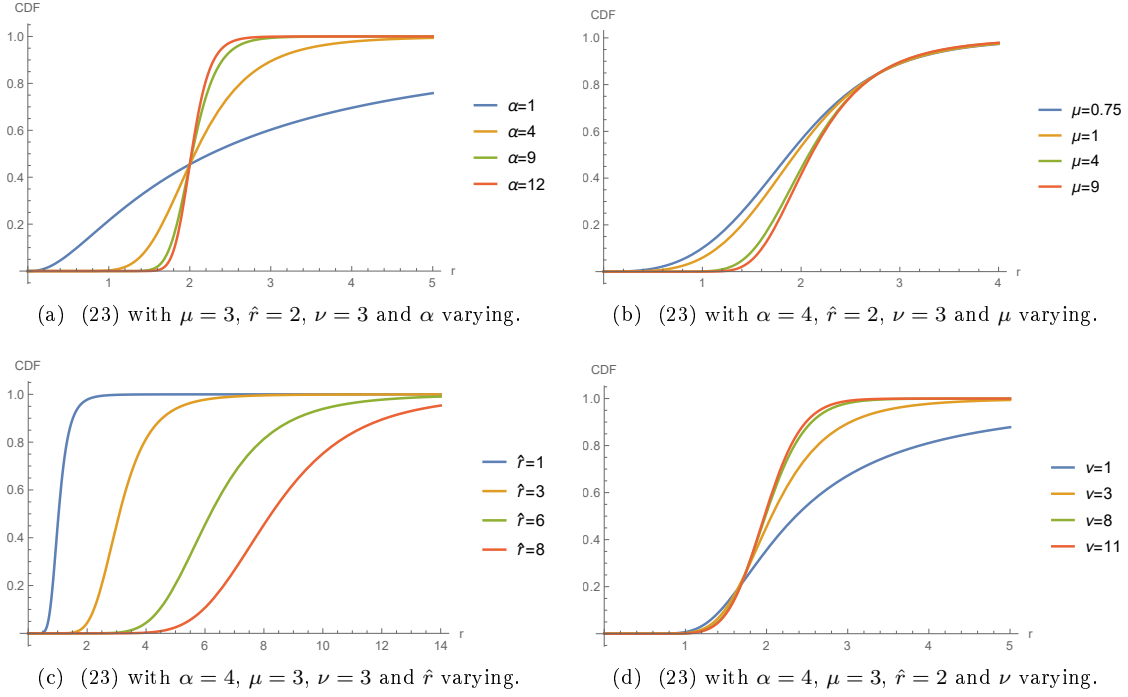 CDF
1.0
0.8
0.6
0.4
0.2
1
2
3
4
5
r
α=1
α=4
α=9
α=12
(a) (23) with μ = 3, r̂ = 2, ν = 3 and α varying.
CDF
1.0
0.8
0.6
0.4
0.2
1
2
3
4
r
μ=0.75
μ=1
μ=4
μ=9
(b) (23) with α = 4, r̂ = 2, ν = 3 and μ varying.
CDF
1.0
0.8
0.6
0.4
0.2
2
4
6
8
10
12
14
r
r̂=1
r̂=3
r̂=6
r̂=8
(c) (23) with α = 4, μ = 3, ν = 3 and r̂ varying.
CDF
1.0
0.8
0.6
0.4
0.2
1
2
3
4
5
r
ν=1
ν=3
ν=8
ν=11
(d) (23) with α = 4, μ = 3, r̂ = 2 and ν varying.